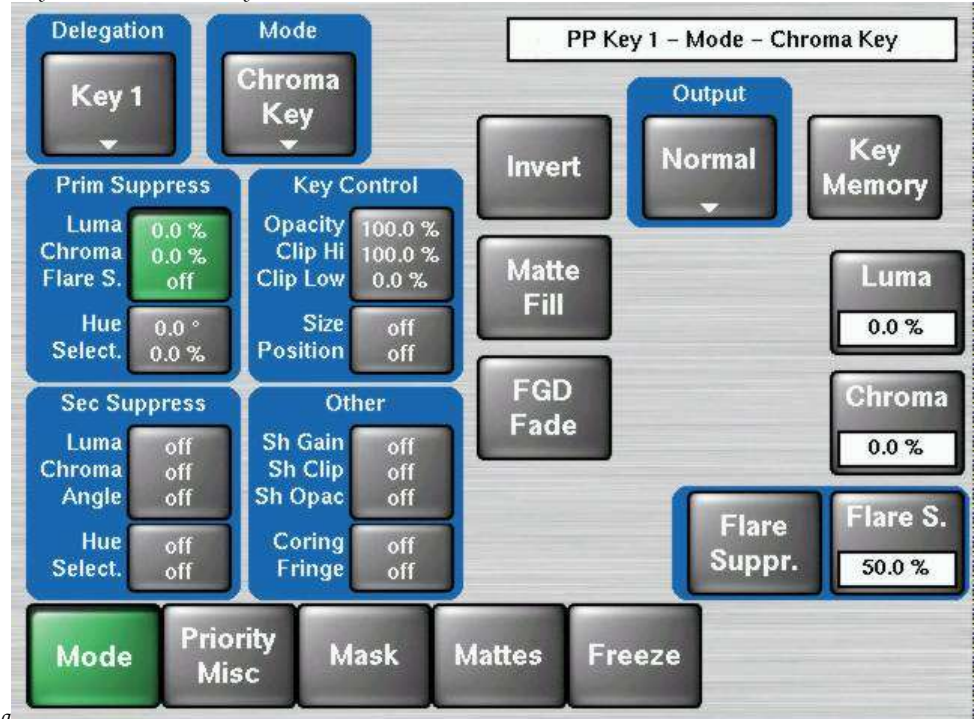 Delegation
Key 1
Mode
Chroma
Key
PP Key 1 – Mode – Chroma Key
Invert
Output
Normal
Key
Memory
Prim Suppress
Luma 0.0 %
Chroma 0.0 %
Flare S. off
Hue 0.0 °
Select. 0.0 %
Key Control
Opacity 100.0 %
Clip Hi 100.0 %
Clip Low 0.0 %
Size off
Position off
Matte
Fill
FGD
Fade
Luma
0.0 %
Chroma
0.0 %
Sec Suppress
Luma off
Chroma off
Angle off
Hue off
Select. off
Other
Sh Gain off
Sh Clip off
Sh Opac off
Coring off
Fringe off
Flare
Suppr.
Flare S.
50.0 %
Mode
Priority
Misc
Mask
Mattes
Freeze